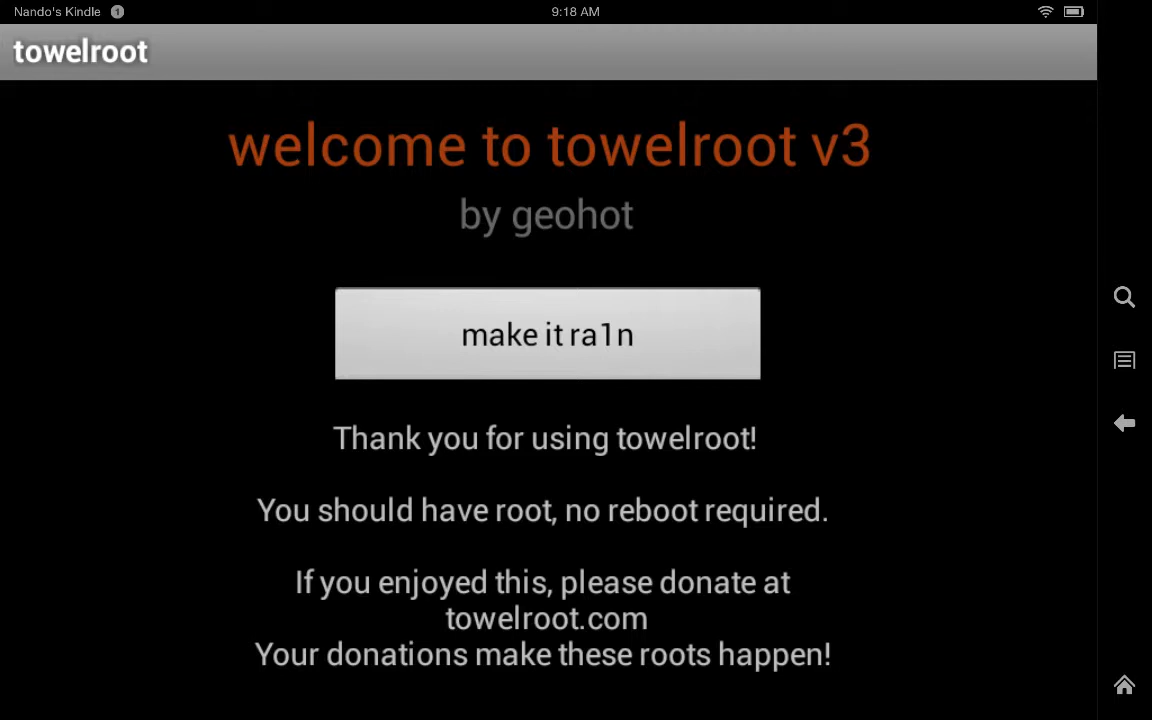 Nando's Kindle 1 9:18 AM
towelroot
welcome to towelroot v3
by geohot
make it ra1n
Thank you for using towelroot!
You should have root, no reboot required.
If you enjoyed this, please donate at
towelroot.com
Your donations make these roots happen!